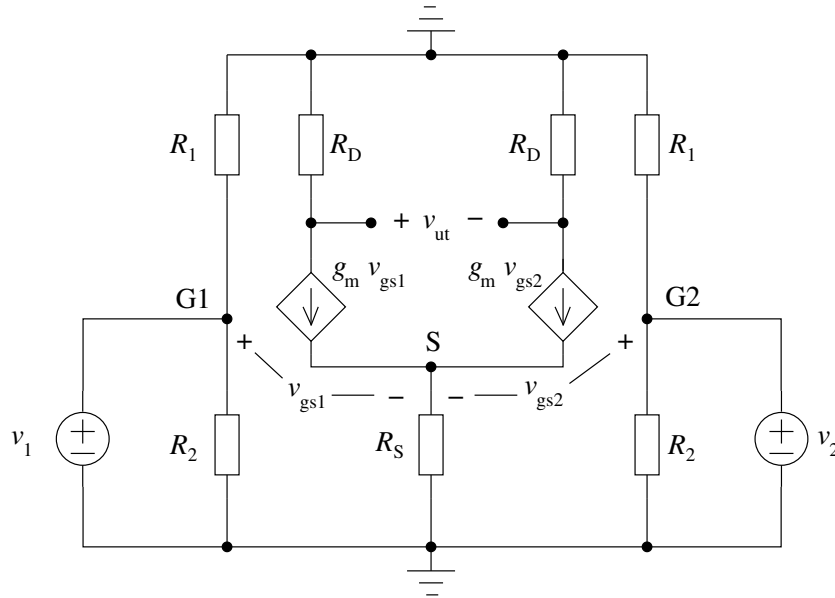 R1 RD RD R1
+ vut −
gm vgs1 gm vgs2
G1 G2
S
+ vgs1 − − vgs2 +
v1 + − R2 RS R2 + − v2